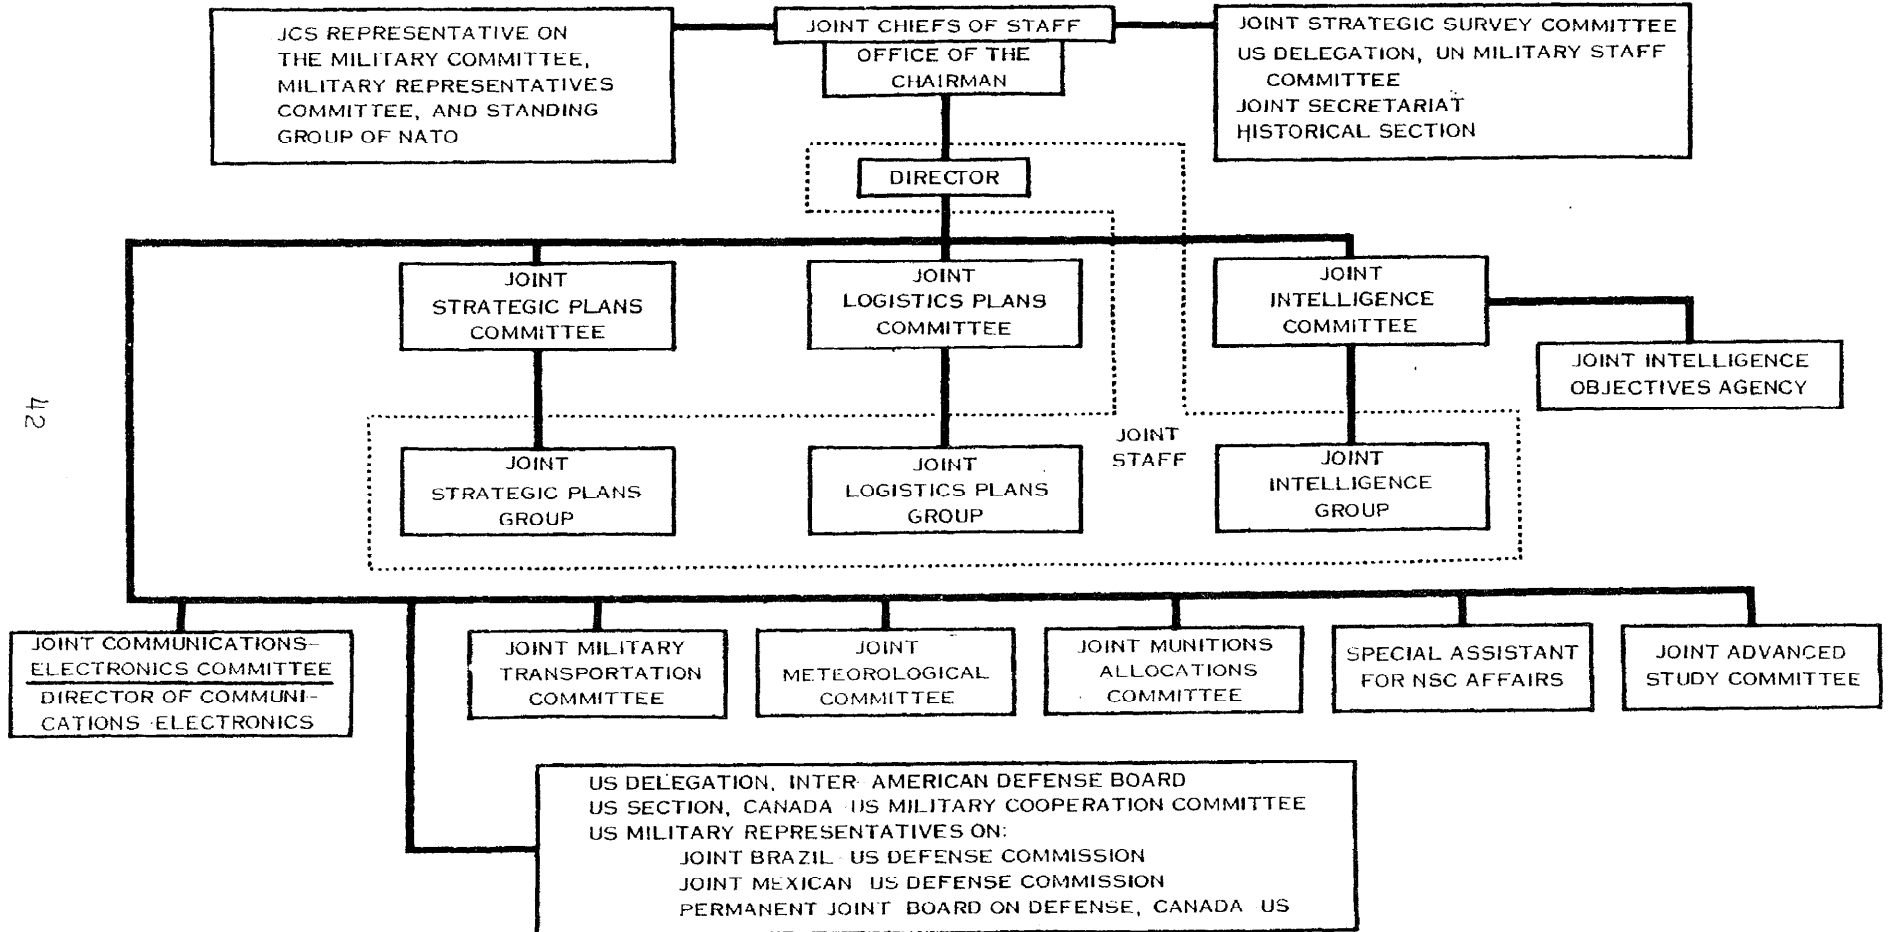 JCS REPRESENTATIVE ON
THE MILITARY COMMITTEE,
MILITARY REPRESENTATIVES
COMMITTEE, AND STANDING
GROUP OF NATO
JOINT CHIEFS OF STAFF
OFFICE OF THE
CHAIRMAN
JOINT STRATEGIC SURVEY COMMITTEE
US DELEGATION, UN MILITARY STAFF
COMMITTEE
JOINT SECRETARIAT
HISTORICAL SECTION
DIRECTOR
JOINT
STRATEGIC PLANS
COMMITTEE
JOINT
LOGISTICS PLANS
COMMITTEE
JOINT
INTELLIGENCE
COMMITTEE
JOINT INTELLIGENCE
OBJECTIVES AGENCY
42
JOINT
STAFF
JOINT
STRATEGIC PLANS
GROUP
JOINT
LOGISTICS PLANS
GROUP
JOINT
INTELLIGENCE
GROUP
JOINT COMMUNICATIONS-
ELECTRONICS COMMITTEE
DIRECTOR OF COMMUNI-
CATIONS-ELECTRONICS
JOINT MILITARY
TRANSPORTATION
COMMITTEE
JOINT
METEOROLOGICAL
COMMITTEE
JOINT MUNITIONS
ALLOCATIONS
COMMITTEE
SPECIAL ASSISTANT
FOR NSC AFFAIRS
JOINT ADVANCED
STUDY COMMITTEE
US DELEGATION, INTER-AMERICAN DEFENSE BOARD
US SECTION, CANADA-US MILITARY COOPERATION COMMITTEE
US MILITARY REPRESENTATIVES ON:
JOINT BRAZIL-US DEFENSE COMMISSION
JOINT MEXICAN-US DEFENSE COMMISSION
PERMANENT JOINT BOARD ON DEFENSE, CANADA-US